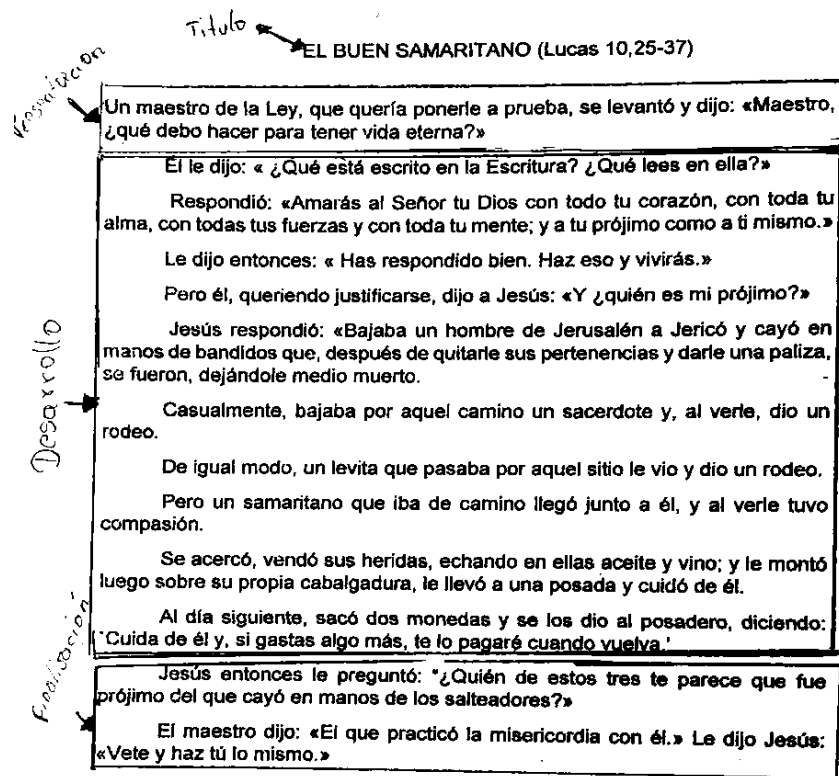 Titulo
EL BUEN SAMARITANO (Lucas 10,25-37)
Presentacion
Un maestro de la Ley, que quería ponerle a prueba, se levantó y dijo: «Maestro,
¿qué debo hacer para tener vida eterna?»
Desarrollo
Él le dijo: « ¿Qué está escrito en la Escritura? ¿Qué lees en ella?»
Respondió: «Amarás al Señor tu Dios con todo tu corazón, con toda tu
alma, con todas tus fuerzas y con toda tu mente; y a tu prójimo como a ti mismo.»
Le dijo entonces: « Has respondido bien. Haz eso y vivirás.»
Pero él, queriendo justificarse, dijo a Jesús: «Y ¿quién es mi prójimo?»
Jesús respondió: «Bajaba un hombre de Jerusalén a Jericó y cayó en
manos de bandidos que, después de quitarle sus pertenencias y darle una paliza,
se fueron, dejándole medio muerto.
Casualmente, bajaba por aquel camino un sacerdote y, al verle, dio un
rodeo.
De igual modo, un levita que pasaba por aquel sitio le vio y dio un rodeo.
Pero un samaritano que iba de camino llegó junto a él, y al verle tuvo
compasión.
Se acercó, vendó sus heridas, echando en ellas aceite y vino; y le montó
luego sobre su propia cabalgadura, le llevó a una posada y cuidó de él.
Al día siguiente, sacó dos monedas y se los dio al posadero, diciendo:
'Cuida de él y, si gastas algo más, te lo pagaré cuando vuelva.'
Finalización
Jesús entonces le preguntó: "¿Quién de estos tres te parece que fue
prójimo del que cayó en manos de los salteadores?»
El maestro dijo: «El que practicó la misericordia con él.» Le dijo Jesús:
«Vete y haz tú lo mismo.»